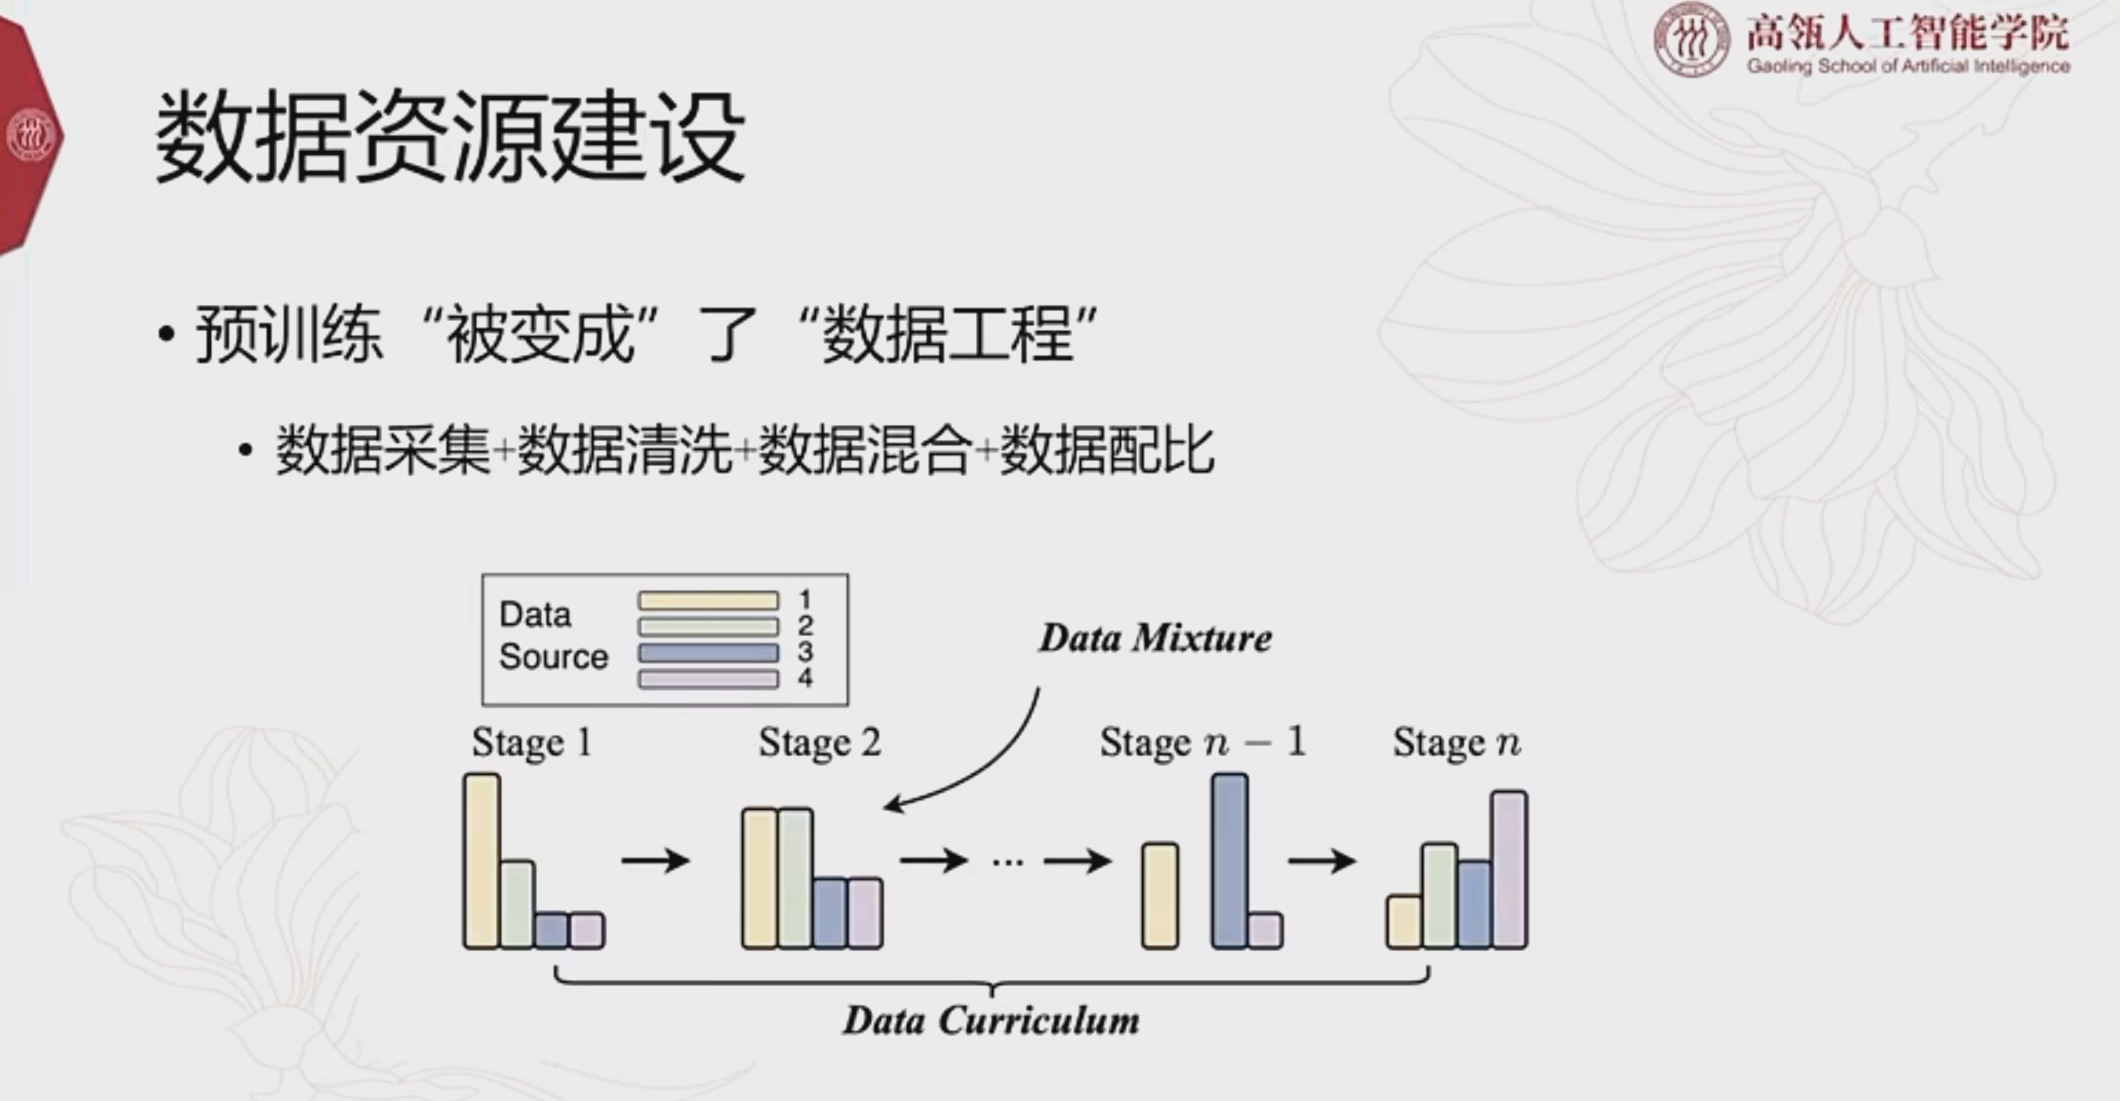 高瓴人工智能学院
Gaoling School of Artificial Intelligence
数据资源建设
• 预训练“被变成”了“数据工程”
• 数据采集+数据清洗+数据混合+数据配比
Data Source
1
2
3
4
Data Mixture
Stage 1
Stage 2
Stage n − 1
Stage n
...
Data Curriculum